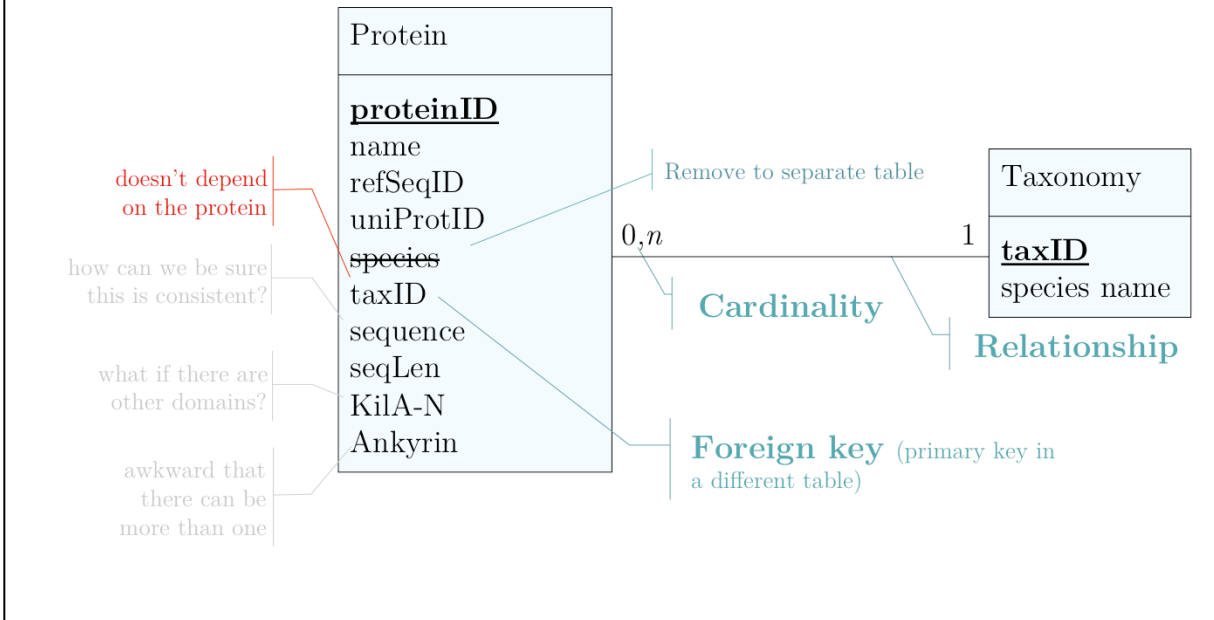 Protein
proteinID
name
refSeqID
uniProtID
species
taxID
sequence
seqLen
KilA-N
Ankyrin
doesn't depend
on the protein
how can we be sure
this is consistent?
what if there are
other domains?
awkward that
there can be
more than one
Remove to separate table
0,n
1
Cardinality
Relationship
Foreign key (primary key in
a different table)
Taxonomy
taxID
species name